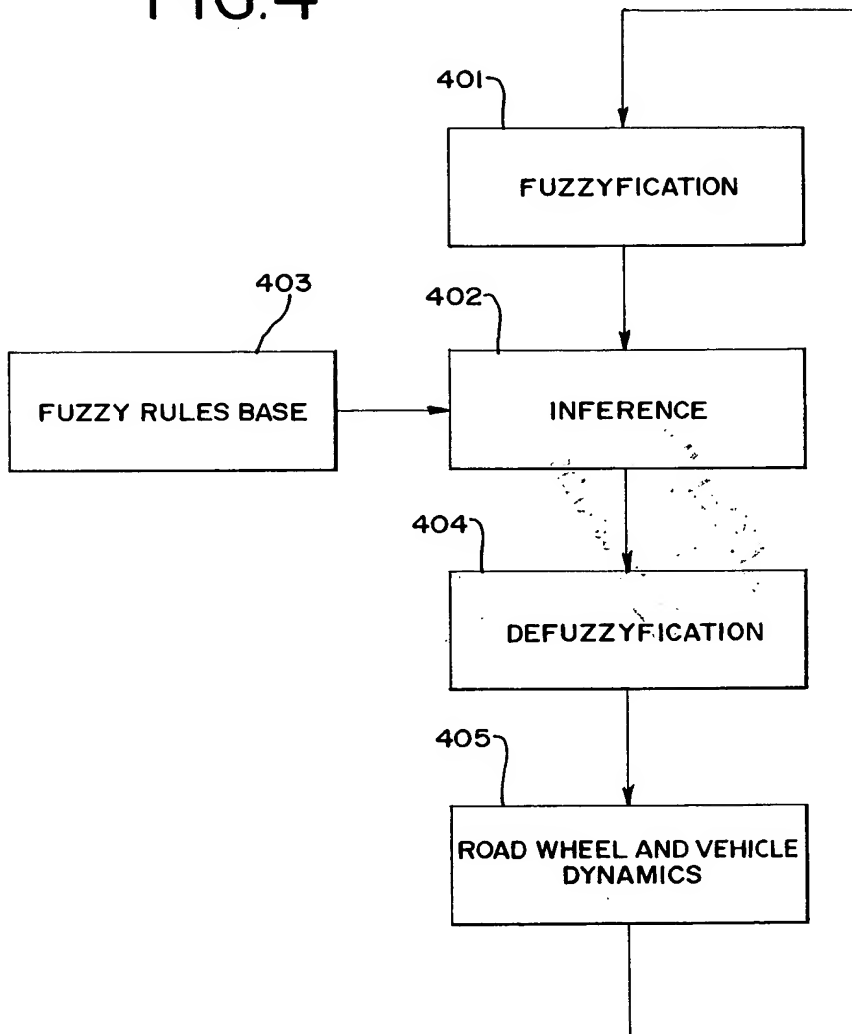 FIG.4
401
FUZZYFICATION
403
402
FUZZY RULES BASE
INFERENCE
404
DEFUZZYFICATION
405
ROAD WHEEL AND VEHICLE
DYNAMICS